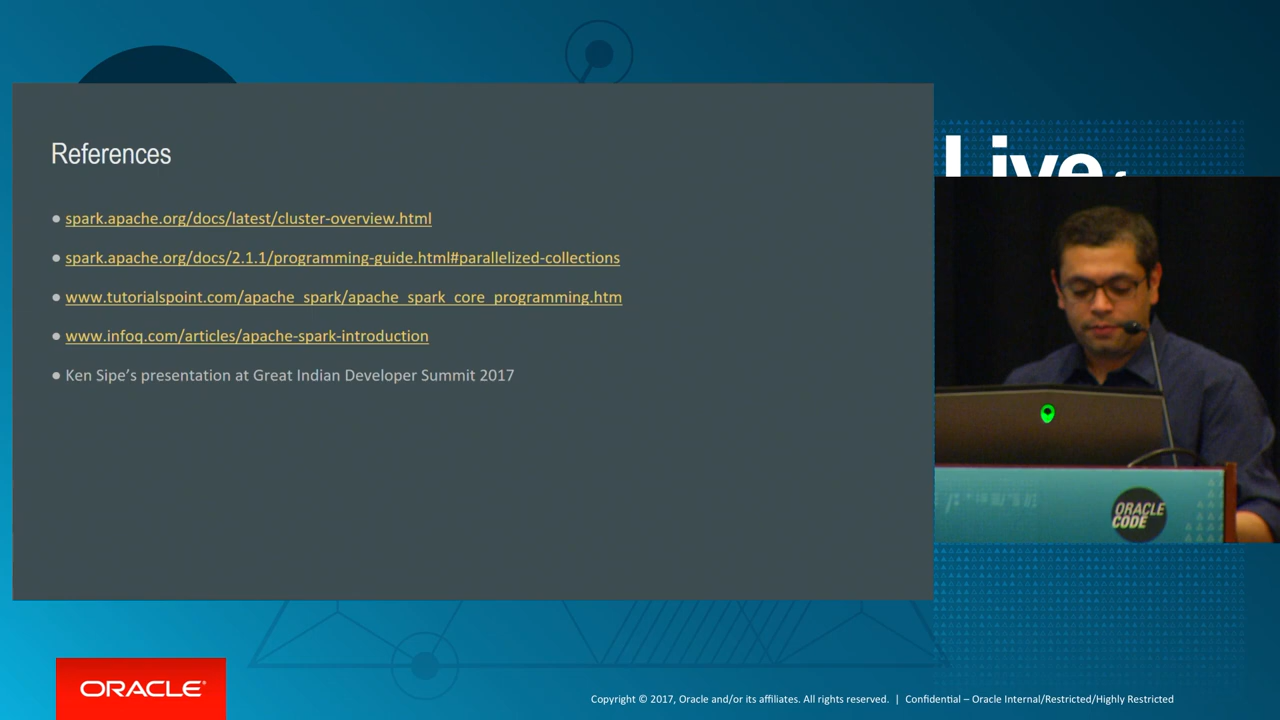 Live
References
spark.apache.org/docs/latest/cluster-overview.html
spark.apache.org/docs/2.1.1/programming-guide.html#parallelized-collections
www.tutorialspoint.com/apache_spark/apache_spark_core_programming.htm
www.infoq.com/articles/apache-spark-introduction
Ken Sipe’s presentation at Great Indian Developer Summit 2017
ORACLE
CODE
ORACLE®
Copyright © 2017, Oracle and/or its affiliates. All rights reserved. | Confidential – Oracle Internal/Restricted/Highly Restricted